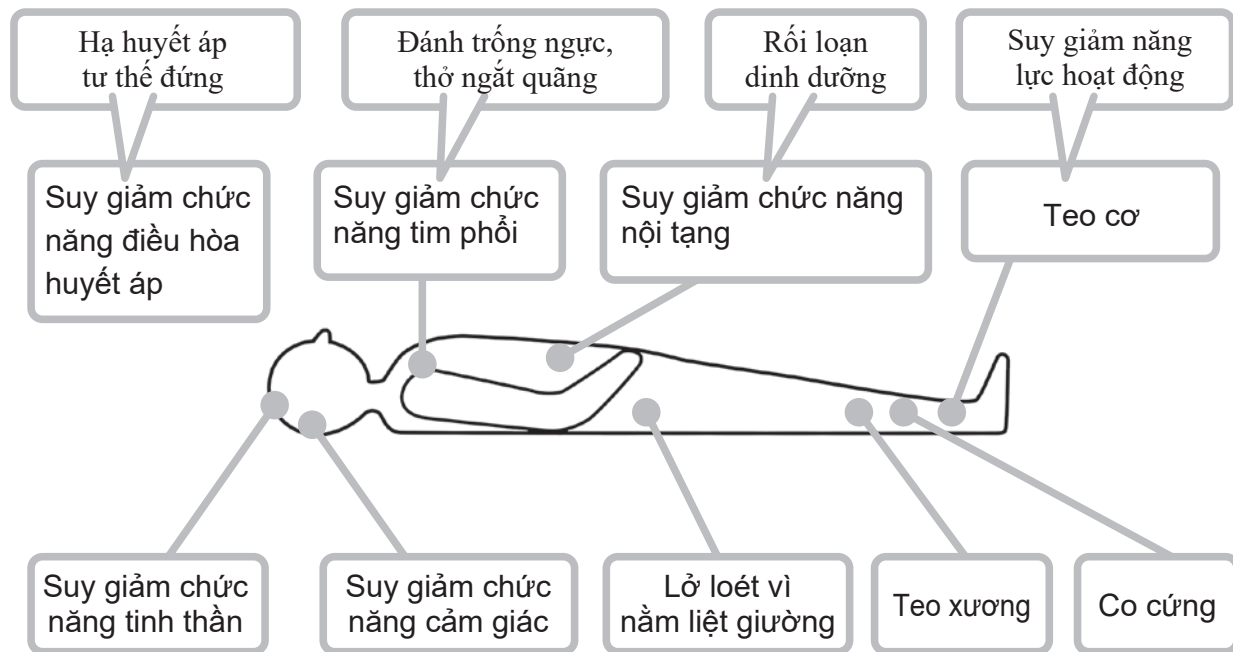 Hạ huyết áp
tư thế đứng
Đánh trống ngực,
thở ngắt quãng
Rối loạn
dinh dưỡng
Suy giảm năng
lực hoạt động
Suy giảm chức
năng điều hòa
huyết áp
Suy giảm chức
năng tim phổi
Suy giảm chức năng
nội tạng
Teo cơ
Suy giảm chức
năng tinh thần
Suy giảm chức
năng cảm giác
Lở loét vì
nằm liệt giường
Teo xương
Co cứng